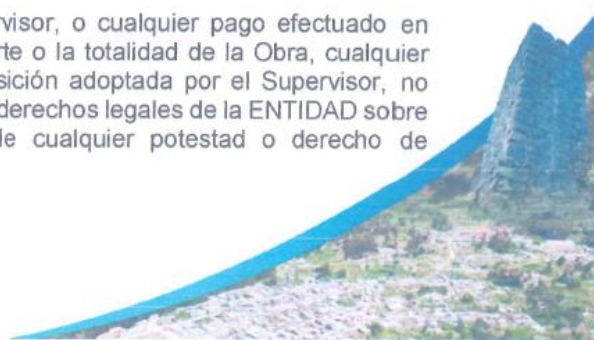 visor, o cualquier pago efectuado en
rte o la totalidad de la Obra, cualquier
sición adoptada por el Supervisor, no
derechos legales de la ENTIDAD sobre
le cualquier potestad o derecho de